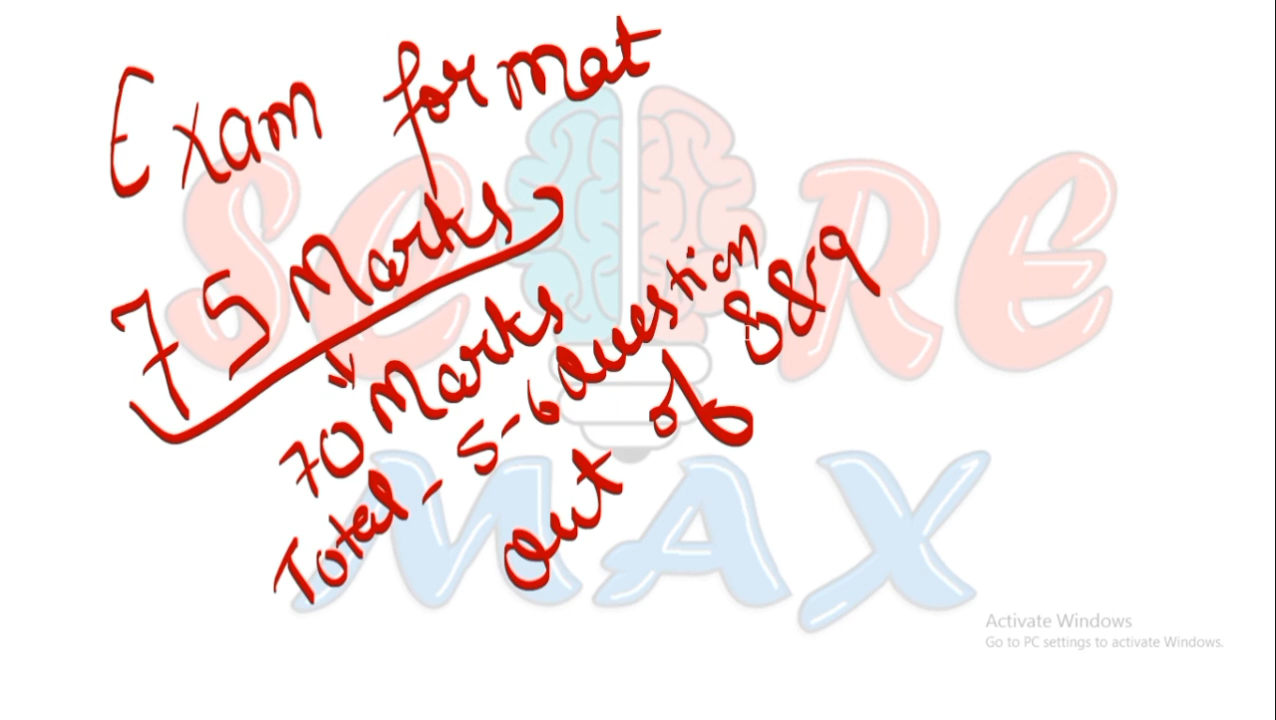 Exam format
75 Marks
70 Marks
Total - 5-6 Question
out of 8&9
SCORE
MAX
Activate Windows
Go to PC settings to activate Windows.